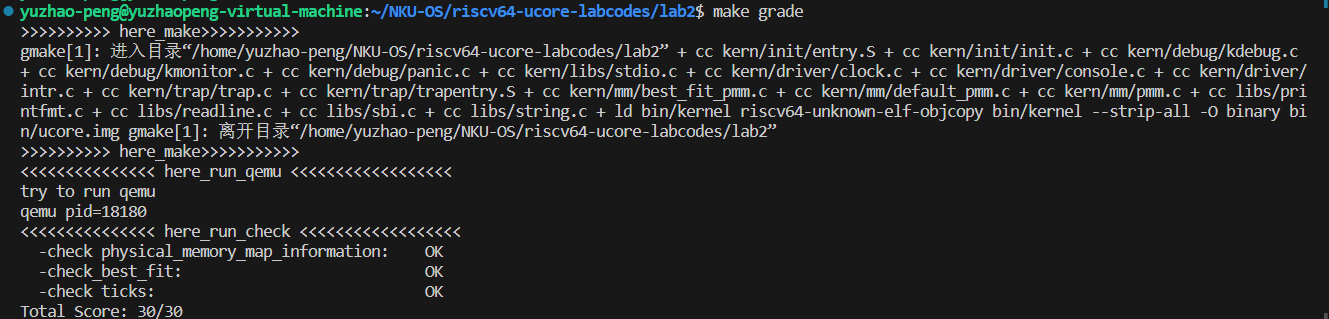 yuzhao-peng@yuzhaopeng-virtual-machine:~/NKU-OS/riscv64-ucore-labcodes/lab2$ make grade
>>>>>>>>>> here_make>>>>>>>>>>>
gmake[1]: 进入目录“/home/yuzhao-peng/NKU-OS/riscv64-ucore-labcodes/lab2” + cc kern/init/entry.S + cc kern/init/init.c + cc kern/debug/kdebug.c
+ cc kern/debug/kmonitor.c + cc kern/debug/panic.c + cc kern/libs/stdio.c + cc kern/driver/clock.c + cc kern/driver/console.c + cc kern/driver/
intr.c + cc kern/trap/trap.c + cc kern/trap/trapentry.S + cc kern/mm/best_fit_pmm.c + cc kern/mm/default_pmm.c + cc kern/mm/pmm.c + cc libs/pri
ntfmt.c + cc libs/readline.c + cc libs/sbi.c + cc libs/string.c + ld bin/kernel riscv64-unknown-elf-objcopy bin/kernel --strip-all -O binary bi
n/ucore.img gmake[1]: 离开目录“/home/yuzhao-peng/NKU-OS/riscv64-ucore-labcodes/lab2”
>>>>>>>>>> here_make>>>>>>>>>>>
<<<<<<<<<<<<<<< here_run_qemu <<<<<<<<<<<<<<<<<<
try to run qemu
qemu pid=18180
<<<<<<<<<<<<<<< here_run_check <<<<<<<<<<<<<<<<<<
-check physical_memory_map_information: OK
-check_best_fit: OK
-check ticks: OK
Total Score: 30/30